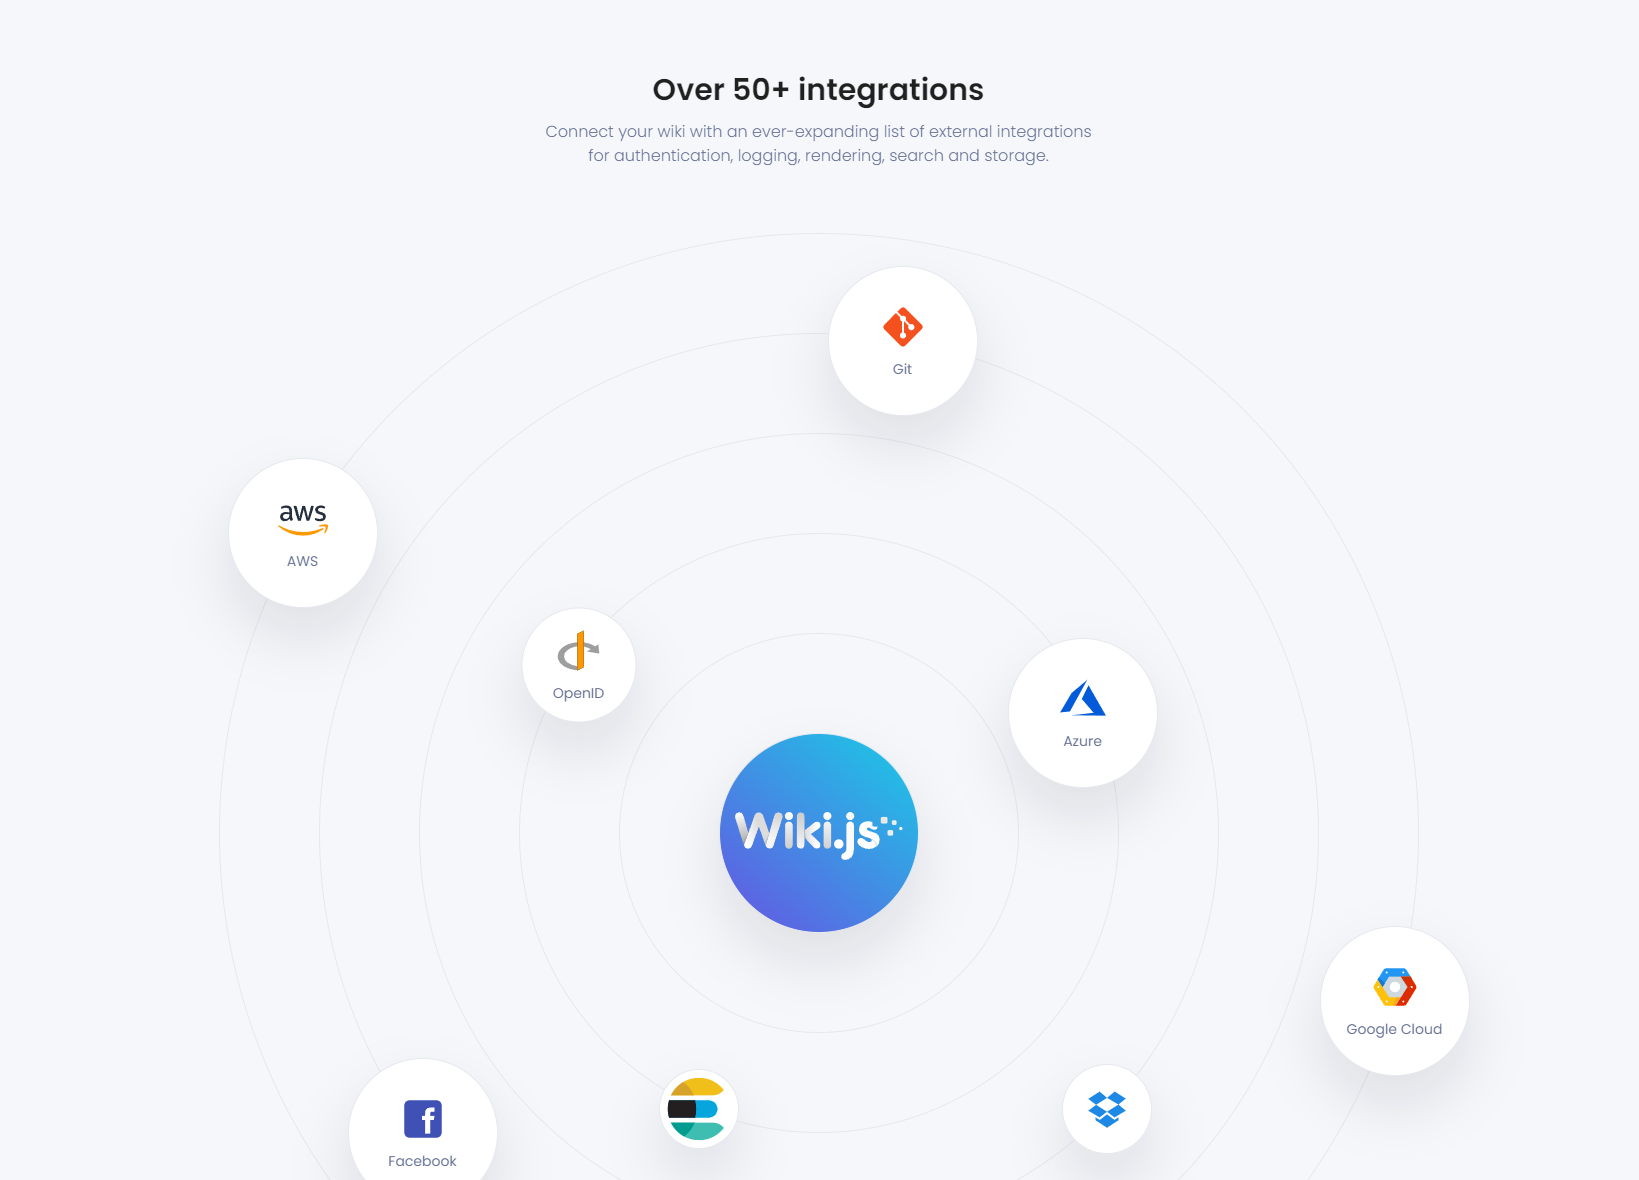 Over 50+ integrations
Connect your wiki with an ever-expanding list of external integrations
for authentication, logging, rendering, search and storage.
Git
aws
AWS
OpenID
Azure
Wiki.js
Google Cloud
Facebook